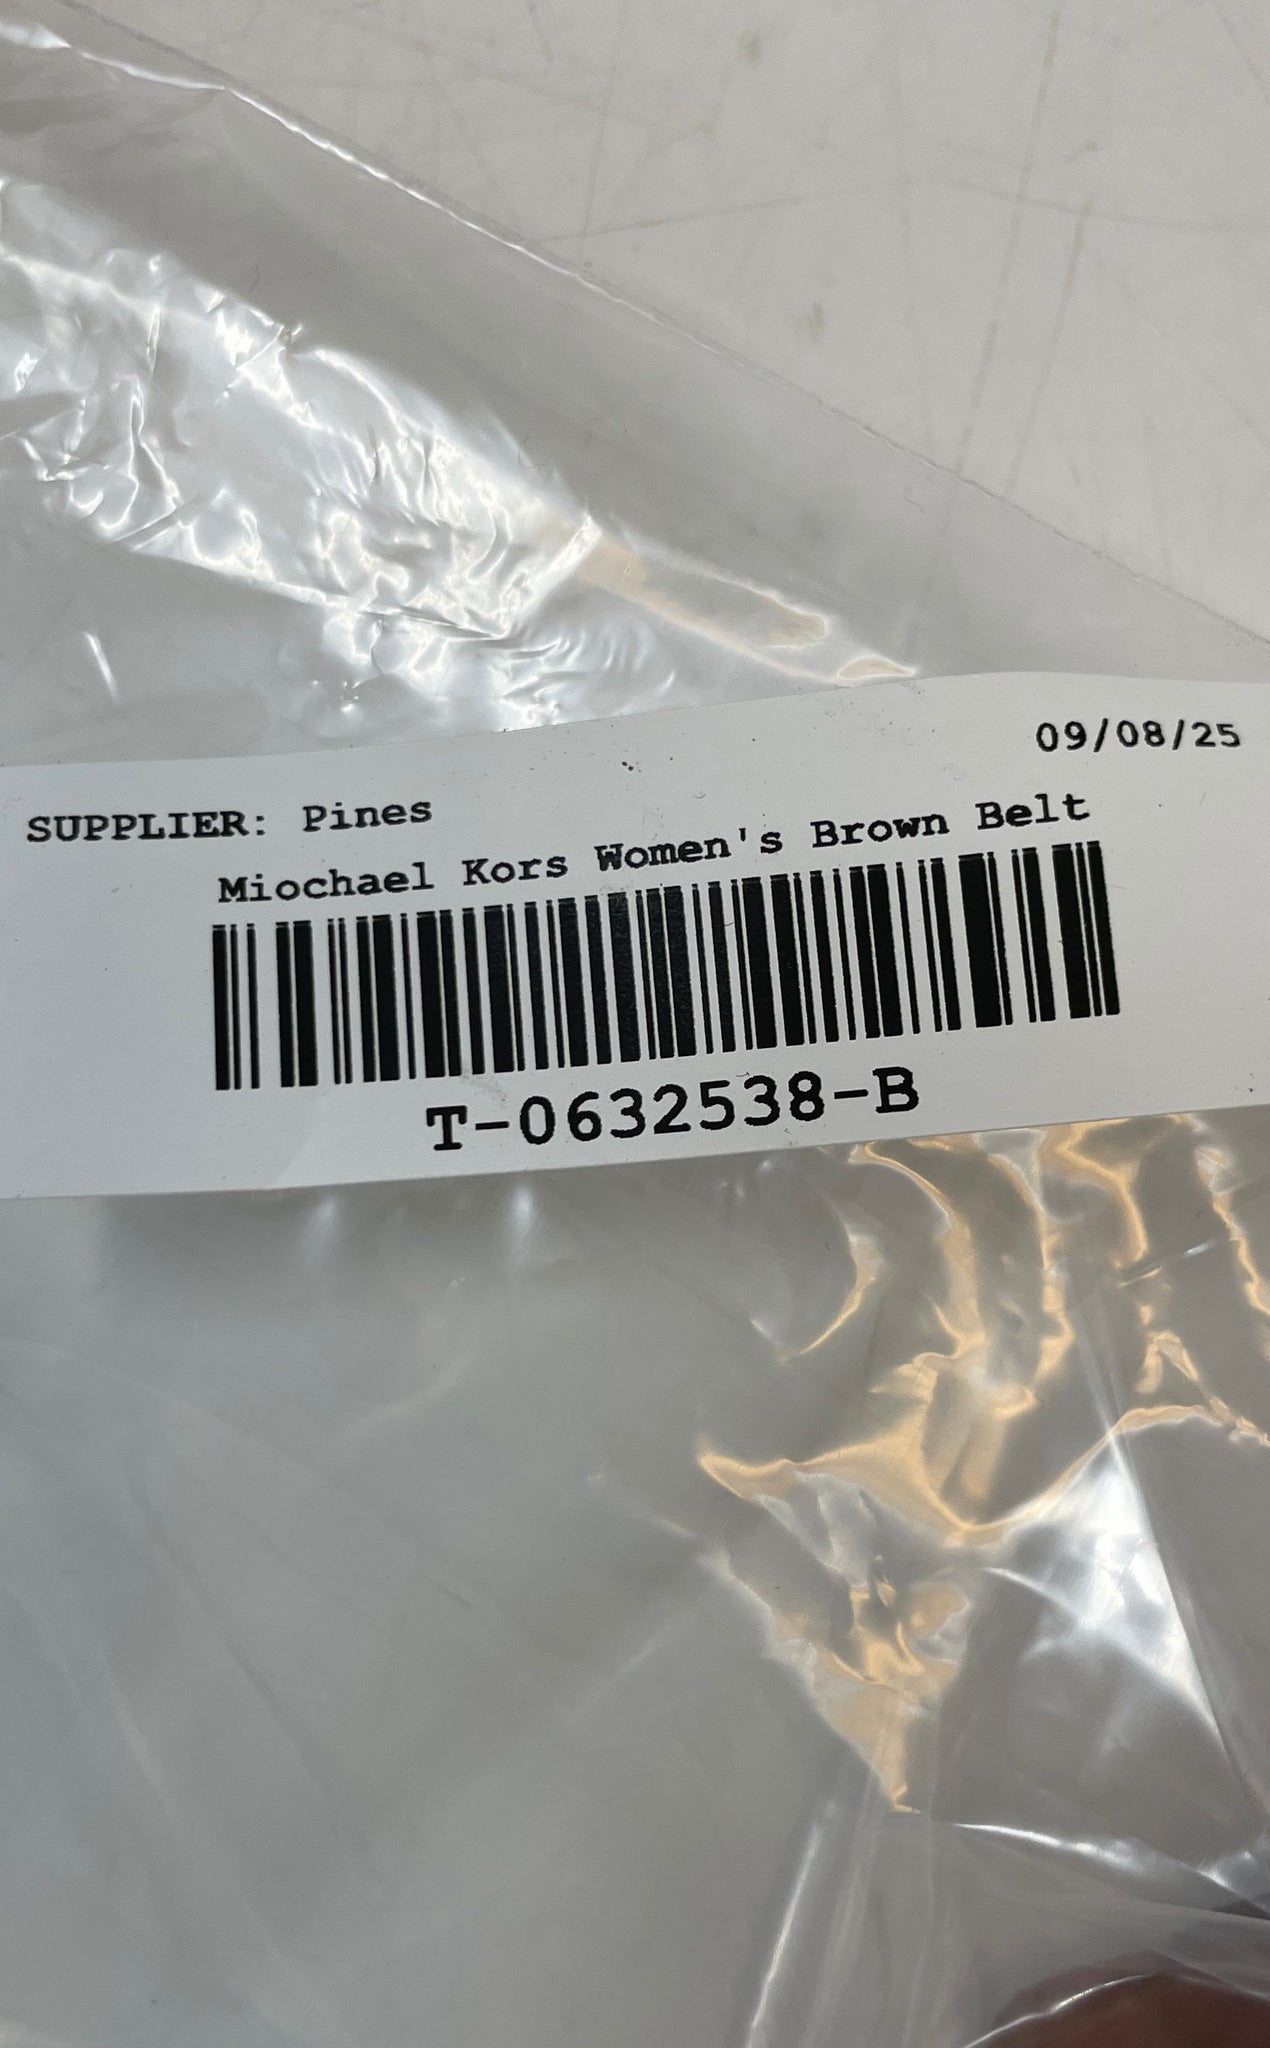 09/08/25
SUPPLIER: Pines
Miochael Kors Women's Brown Belt
T-0632538-B